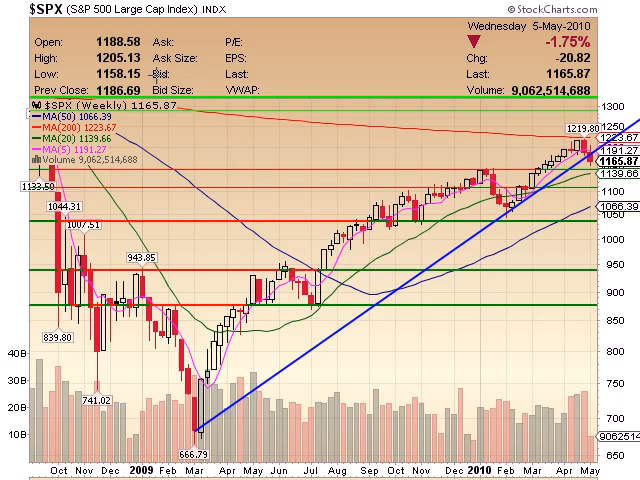 $SPX (S&P 500 Large Cap Index) INDX
© StockCharts.com
Wednesday 5-May-2010
Open: 1188.58 Ask: P/E: -1.75%
High: 1205.13 Ask Size: EPS: Chg: -20.82
Low: 1158.15 Bid: Last: Last: 1165.87
Prev Close: 1186.69 Bid Size: VWAP: Volume: 9,062,514,688
$SPX (Weekly) 1165.87
MA(50) 1066.39
MA(200) 1223.67
MA(20) 1139.66
MA(5) 1191.27
Volume 9,062,514,688
1133.50
1044.31
1007.51
943.85
839.80
741.02
666.79
1219.80
1300
1250
1223.67
1191.27
1165.87
1139.66
1100
1066.39
1050
1000
950
900
850
800
750
700
650
9062514
40B
30B
20B
10B
Oct Nov Dec 2009 Feb Mar Apr May Jun Jul Aug Sep Oct Nov Dec 2010 Feb Mar Apr May